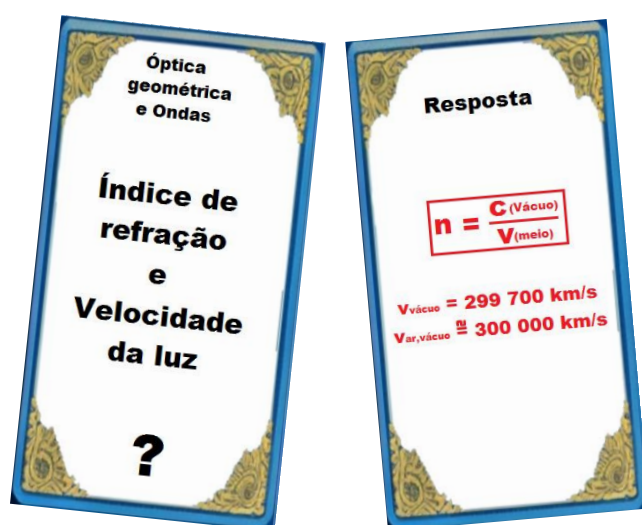 Óptica
geométrica
e Ondas
Índice de
refração
e
Velocidade
da luz
?
Resposta
n = C (Vácuo) / V (meio)
Vvácuo = 299 700 km/s
Var,vácuo ≅ 300 000 km/s